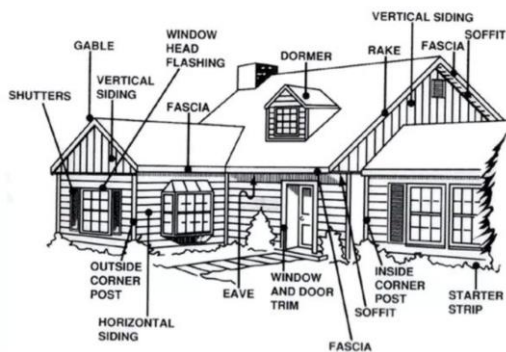 VERTICAL SIDING
SOFFIT
WINDOW
HEAD
FLASHING
GABLE
DORMER
RAKE
FASCIA
VERTICAL
SIDING
SHUTTERS
FASCIA
OUTSIDE
CORNER
POST
HORIZONTAL
SIDING
EAVE
WINDOW
AND DOOR
TRIM
SOFFIT
FASCIA
INSIDE
CORNER
POST
STARTER
STRIP